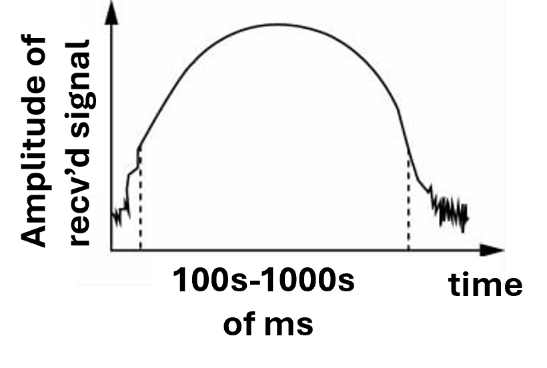 Amplitude of
recv'd signal
100s-1000s
of ms
time